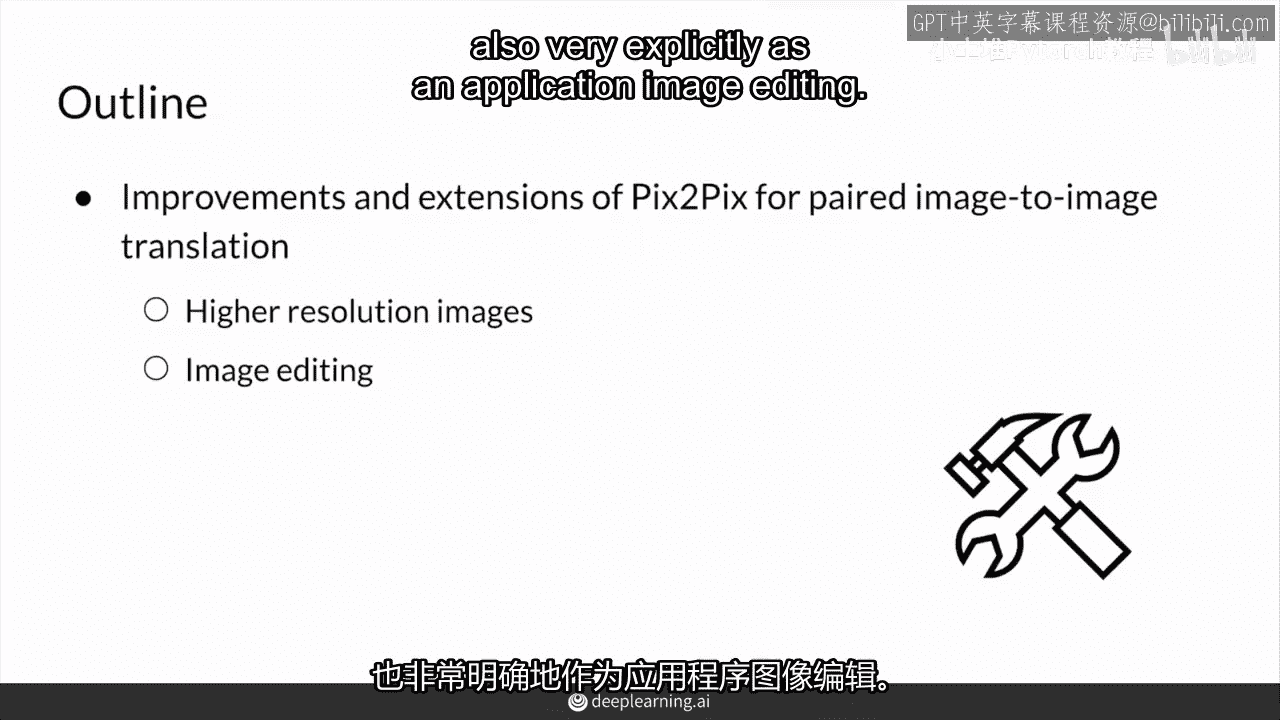 GPT中英字幕课程资源@bilibili.com
also very explicitly as
an application image editing.
Outline
● Improvements and extensions of Pix2Pix for paired image-to-image
translation
○ Higher resolution images
○ Image editing
也非常明确地作为应用程序图像编辑。
deeplearning.ai